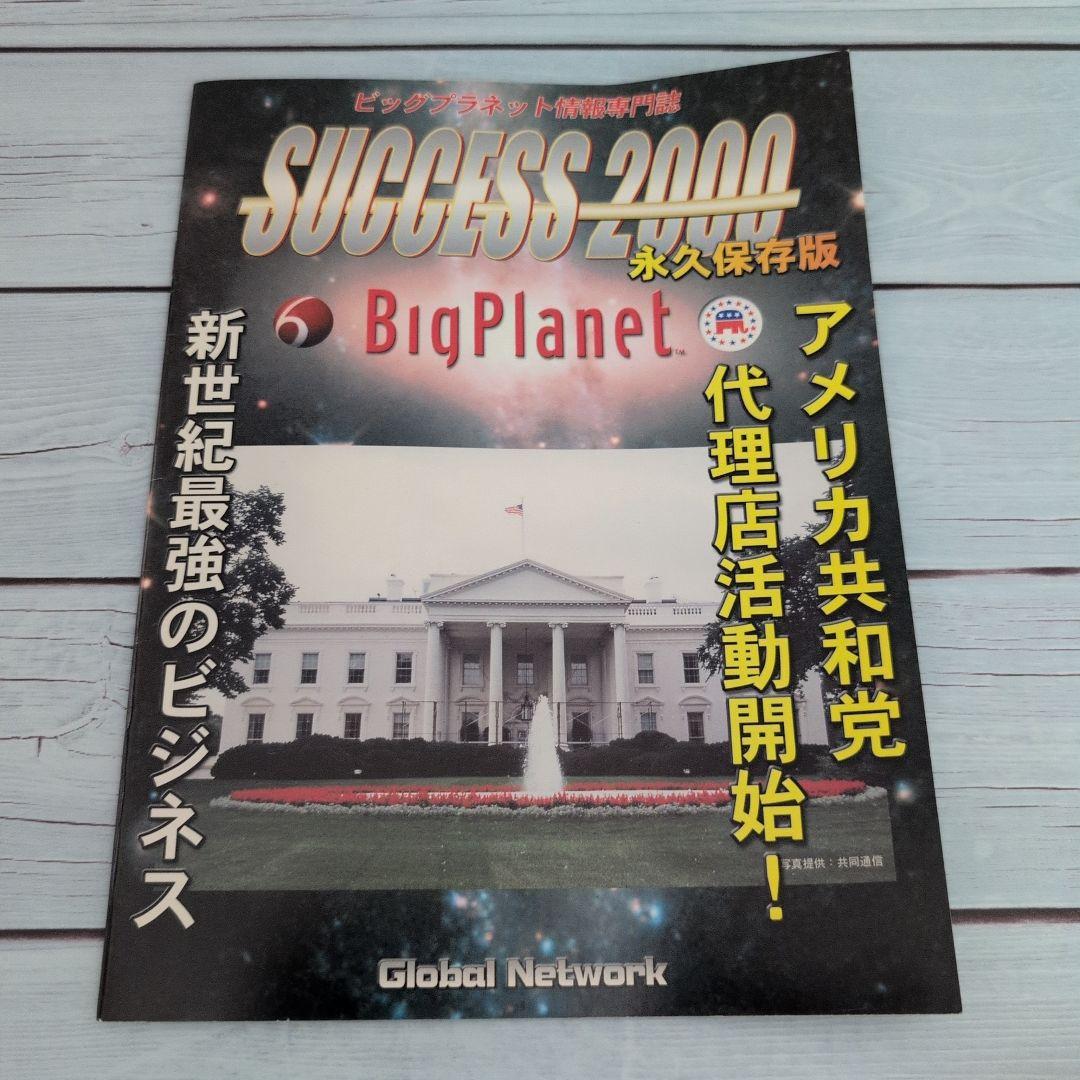 ビッグプラネット情報専門誌
SUCCESS 2000
永久保存版
BIgPlanet™
アメリカ共和党
代理店活動開始！
新世紀最強のビジネス
写真提供：共同通信
Global Network